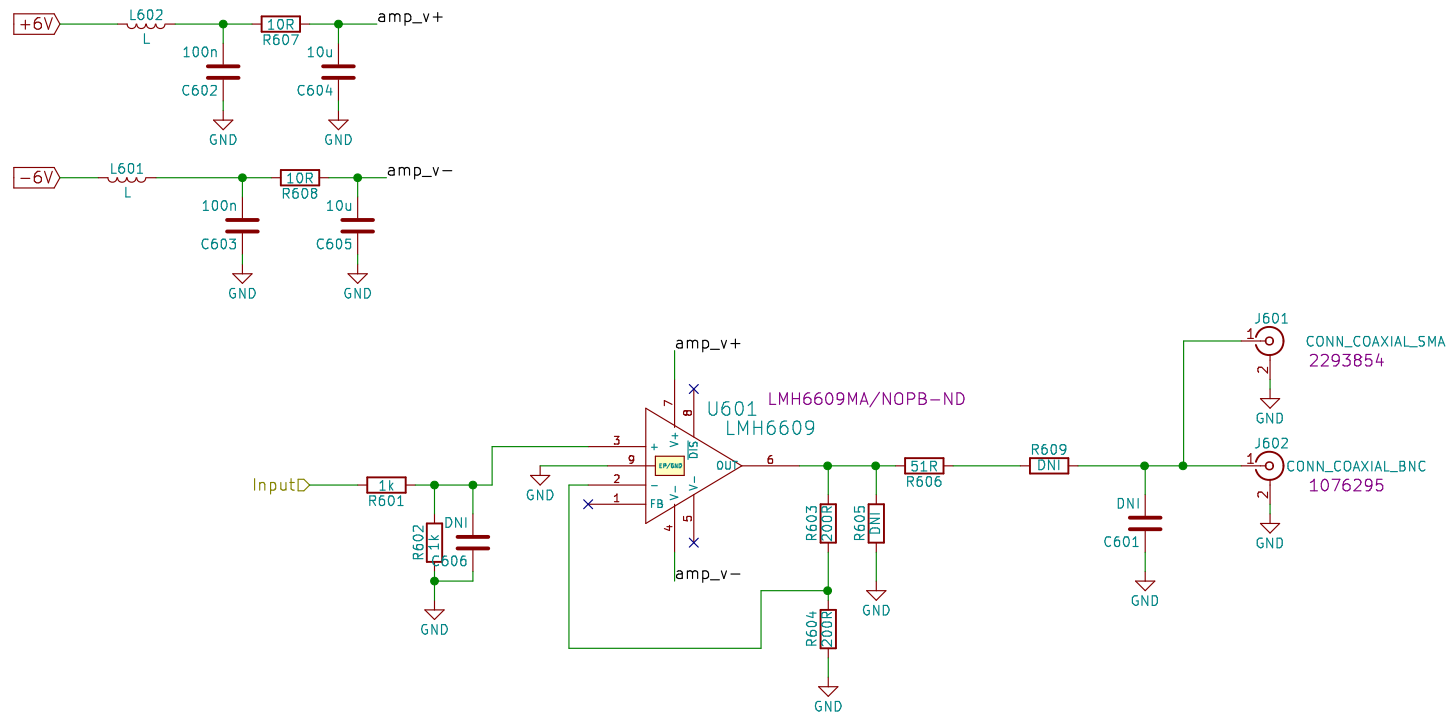 +6V
L602
L
10R
R607
amp_v+
100n
C602
10u
C604
GND
GND
-6V
L601
L
10R
R608
amp_v-
100n
C603
10u
C605
GND
GND
Input
1k
R601
R602
1k
DNI
C606
GND
GND
amp_v+
7
8
U601
LMH6609MA/NOPB-ND
LMH6609
3
9
2
1
+
EP/GND
-
FB
V+
DIS
OUT
V-
V-
4
5
6
amp_v-
R603
200R
R605
DNI
GND
R604
200R
GND
51R
R606
R609
DNI
DNI
C601
GND
J601
1
CONN_COAXIAL_SMA
2293854
2
GND
J602
1
CONN_COAXIAL_BNC
1076295
2
GND